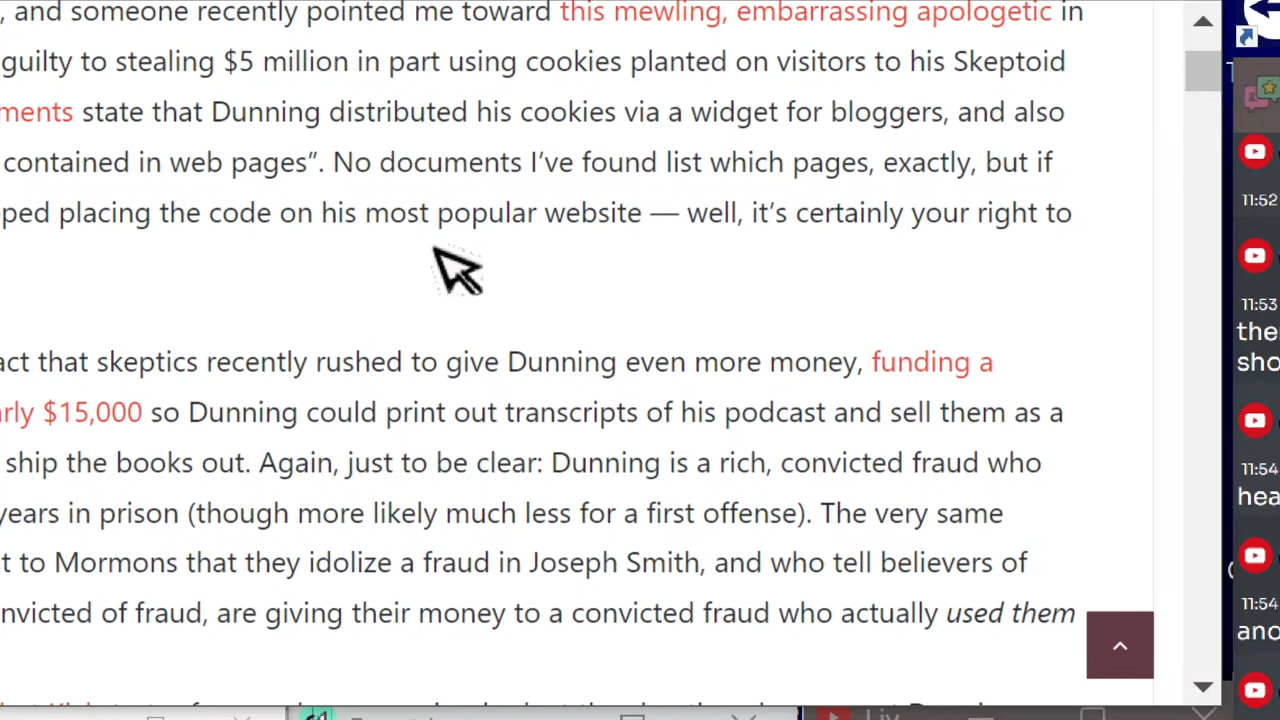 , and someone recently pointed me toward this mewling, embarrassing apologetic in
guilty to stealing $5 million in part using cookies planted on visitors to his Skeptoid
ments state that Dunning distributed his cookies via a widget for bloggers, and also
contained in web pages”. No documents I’ve found list which pages, exactly, but if
ped placing the code on his most popular website — well, it’s certainly your right to
act that skeptics recently rushed to give Dunning even more money, funding a
rly $15,000 so Dunning could print out transcripts of his podcast and sell them as a
ship the books out. Again, just to be clear: Dunning is a rich, convicted fraud who
years in prison (though more likely much less for a first offense). The very same
t to Mormons that they idolize a fraud in Joseph Smith, and who tell believers of
nvicted of fraud, are giving their money to a convicted fraud who actually used them
11:52
11:53
the
sho
11:54
hea
11:54
ano